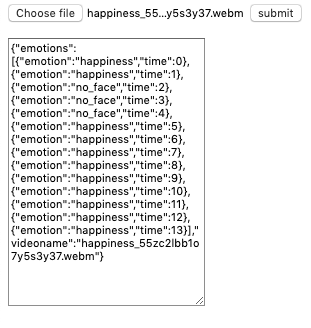 Choose file happiness_55...y5s3y37.webm submit
{"emotions":
[{"emotion":"happiness","time":0},
{"emotion":"happiness","time":1},
{"emotion":"no_face","time":2},
{"emotion":"no_face","time":3},
{"emotion":"no_face","time":4},
{"emotion":"happiness","time":5},
{"emotion":"happiness","time":6},
{"emotion":"happiness","time":7},
{"emotion":"happiness","time":8},
{"emotion":"happiness","time":9},
{"emotion":"happiness","time":10},
{"emotion":"happiness","time":11},
{"emotion":"happiness","time":12},
{"emotion":"happiness","time":13}],"
videoname":"happiness_55zc2lbb1o
7y5s3y37.webm"}